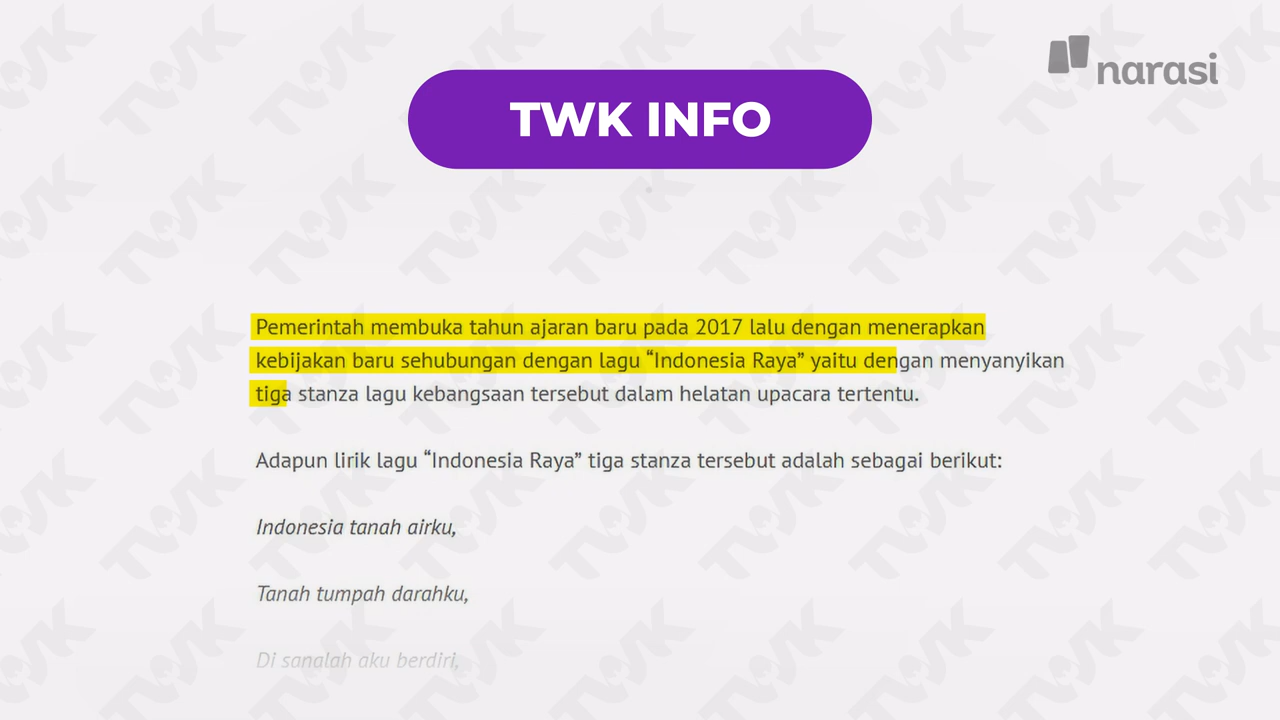 narasi
TWK INFO
Pemerintah membuka tahun ajaran baru pada 2017 lalu dengan menerapkan
kebijakan baru sehubungan dengan lagu “Indonesia Raya” yaitu dengan menyanyikan
tiga stanza lagu kebangsaan tersebut dalam helatan upacara tertentu.
Adapun lirik lagu “Indonesia Raya” tiga stanza tersebut adalah sebagai berikut:
Indonesia tanah airku,
Tanah tumpah darahku,
Di sanalah aku berdiri,